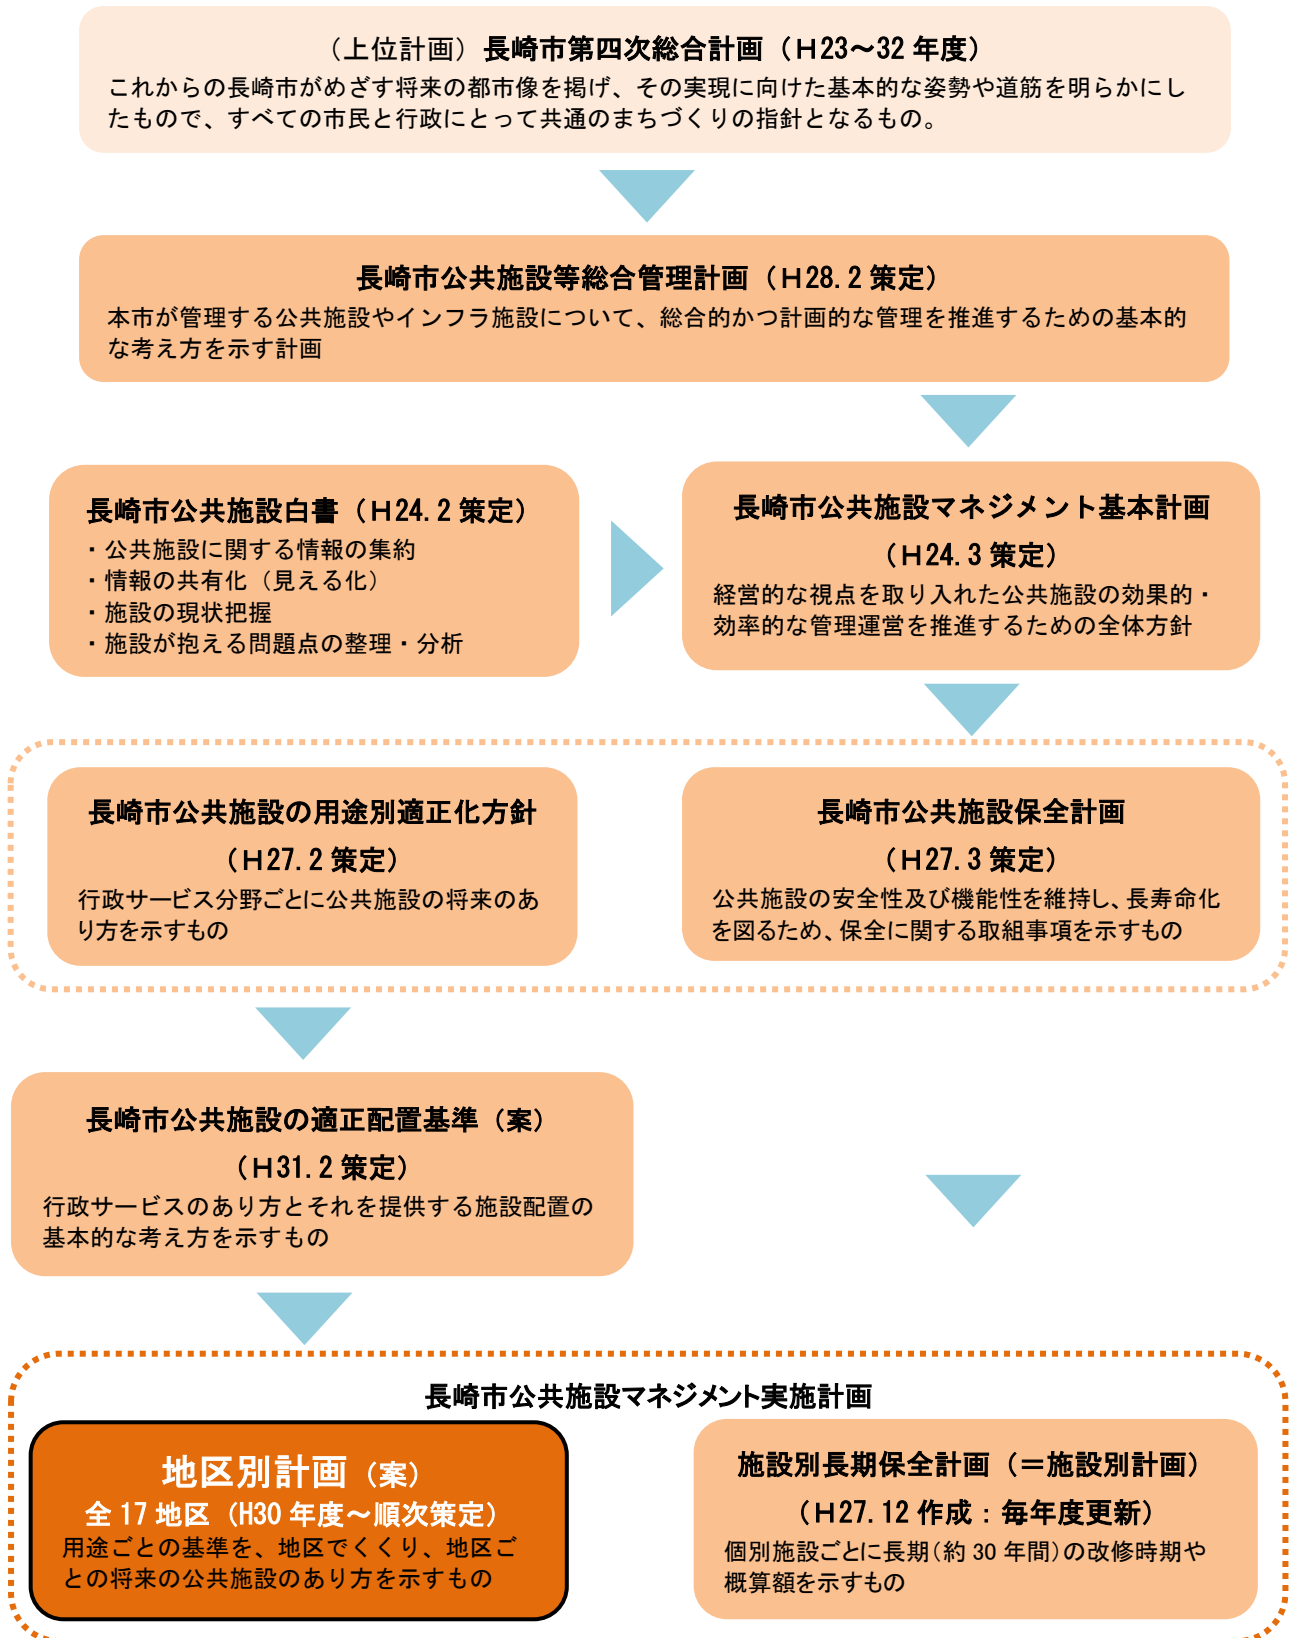 （上位計画）長崎市第四次総合計画（Ｈ23～32 年度）
これからの長崎市がめざす将来の都市像を掲げ、その実現に向けた基本的な姿勢や道筋を明らかにし
たもので、すべての市民と行政にとって共通のまちづくりの指針となるもの。
長崎市公共施設等総合管理計画（Ｈ28.2 策定）
本市が管理する公共施設やインフラ施設について、総合的かつ計画的な管理を推進するための基本的
な考え方を示す計画
長崎市公共施設白書（Ｈ24.2 策定）
・公共施設に関する情報の集約
・情報の共有化（見える化）
・施設の現状把握
・施設が抱える問題点の整理・分析
長崎市公共施設マネジメント基本計画
（Ｈ24.3 策定）
経営的な視点を取り入れた公共施設の効果的・
効率的な管理運営を推進するための全体方針
長崎市公共施設の用途別適正化方針
（Ｈ27.2 策定）
行政サービス分野ごとに公共施設の将来のあ
り方を示すもの
長崎市公共施設保全計画
（Ｈ27.3 策定）
公共施設の安全性及び機能性を維持し、長寿命化
を図るため、保全に関する取組事項を示すもの
長崎市公共施設の適正配置基準（案）
（Ｈ31.2 策定）
行政サービスのあり方とそれを提供する施設配置の
基本的な考え方を示すもの
長崎市公共施設マネジメント実施計画
地区別計画（案）
全 17 地区（H30 年度～順次策定）
用途ごとの基準を、地区でくくり、地区ご
との将来の公共施設のあり方を示すもの
施設別長期保全計画（＝施設別計画）
（Ｈ27.12 作成：毎年度更新）
個別施設ごとに長期（約 30 年間）の改修時期や
概算額を示すもの